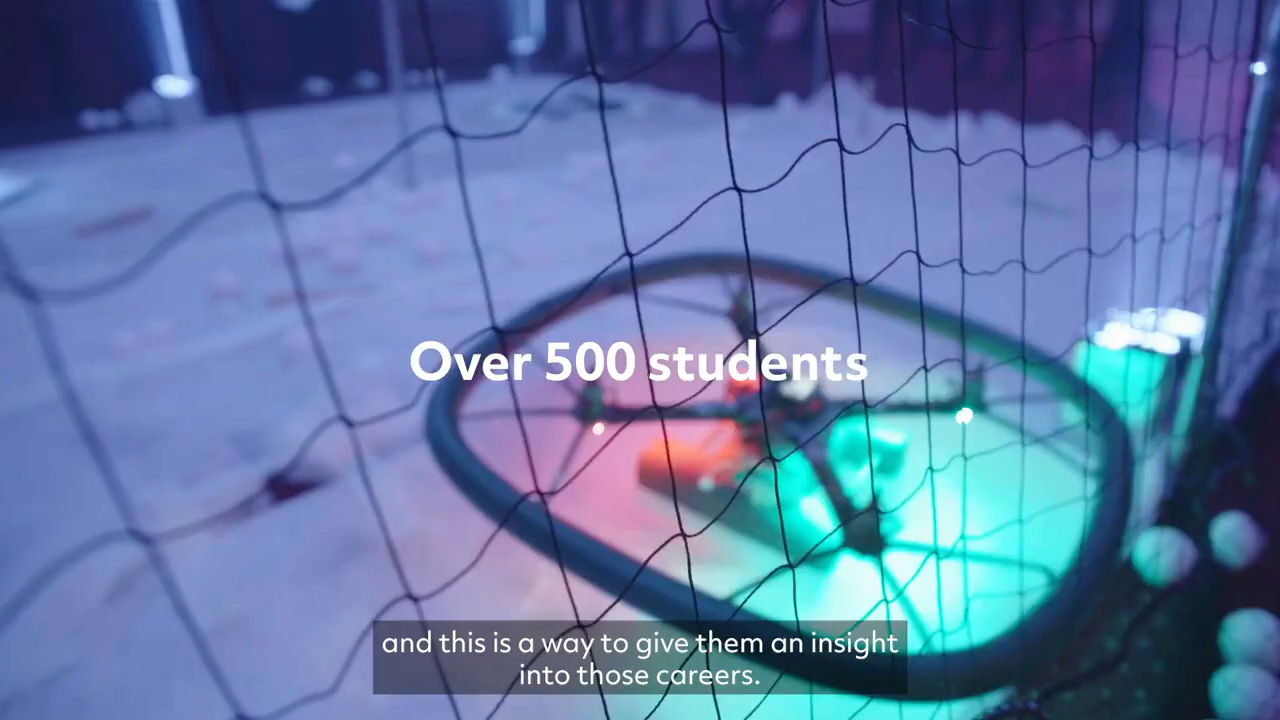 Over 500 students
and this is a way to give them an insight
into those careers.